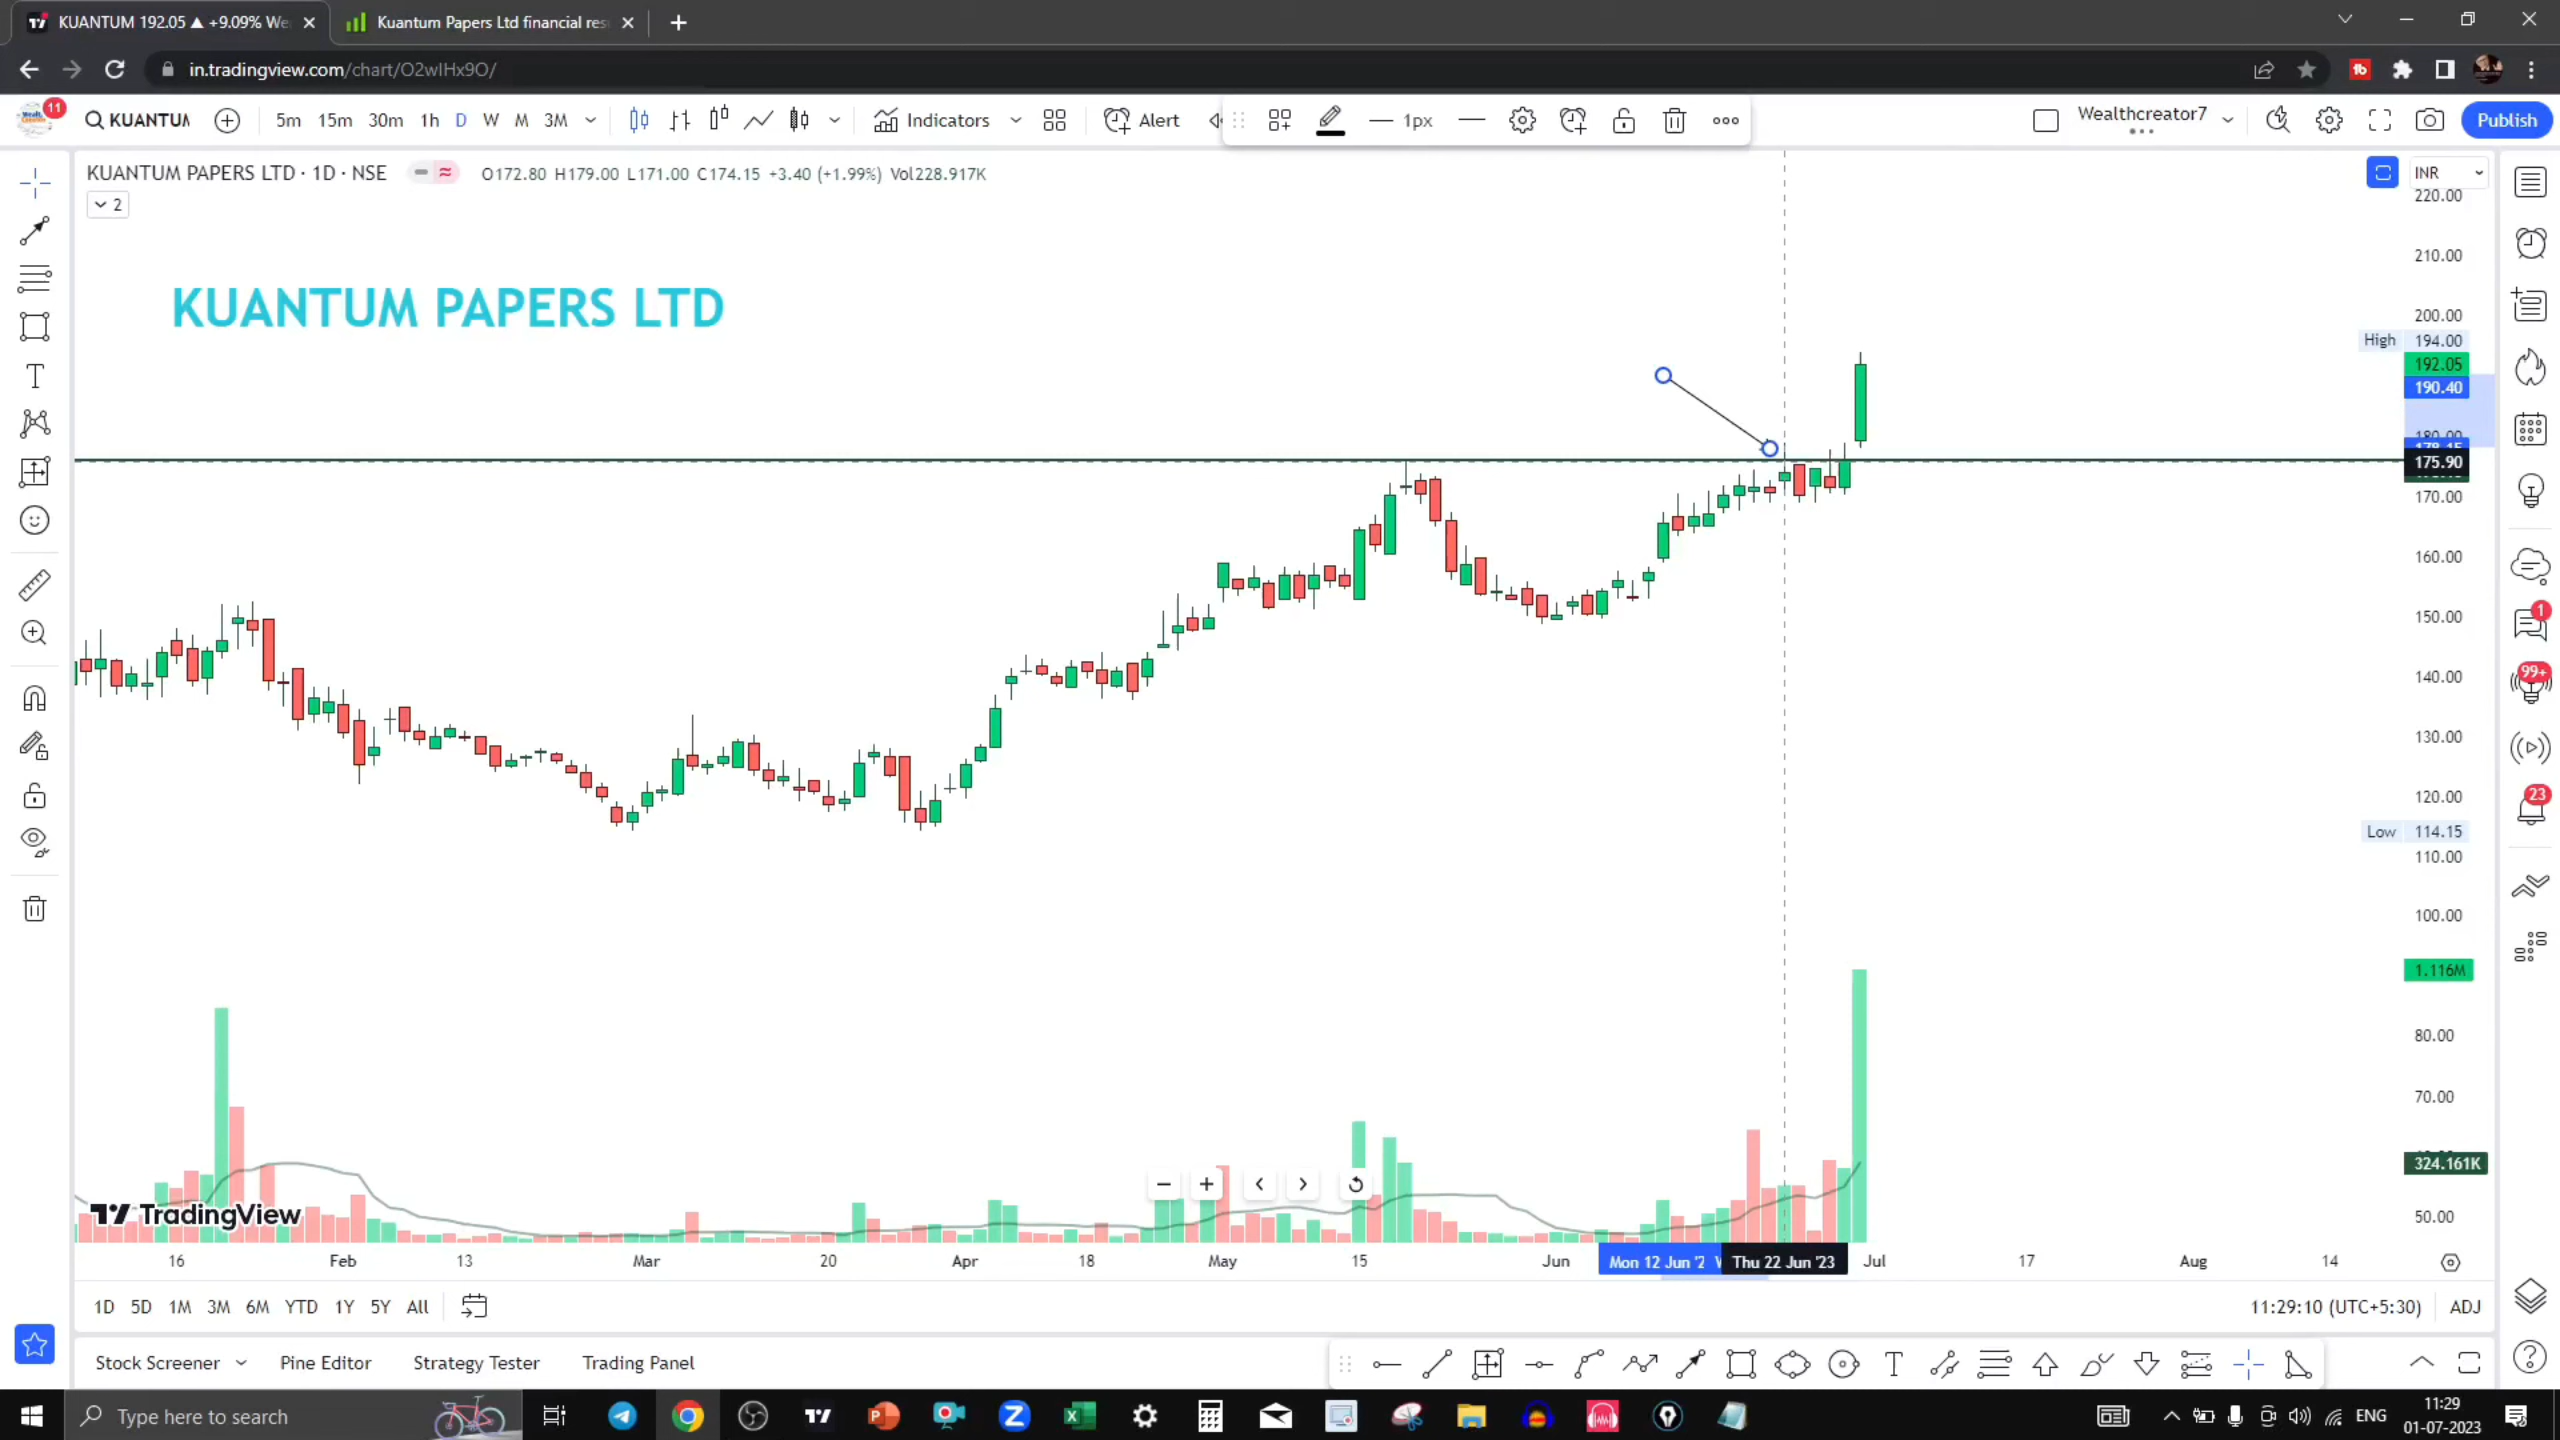 KUANTUM 192.05 ▲ +9.09% We
Kuantum Papers Ltd financial res
in.tradingview.com/chart/O2wIHx9O/
11
KUANTUM
5m 15m 30m 1h D W M 3M
Indicators
Alert
1px
Wealthcreator7
Publish
KUANTUM PAPERS LTD · 1D · NSE
O172.80 H179.00 L171.00 C174.15 +3.40 (+1.99%) Vol228.917K
INR
2
KUANTUM PAPERS LTD
220.00
210.00
200.00
High 194.00
192.05
190.40
175.90
170.00
160.00
150.00
140.00
130.00
120.00
Low 114.15
110.00
100.00
1.116M
80.00
70.00
324.161K
50.00
1
99+
23
TradingView
16 Feb 13 Mar 20 Apr 18 May 15 Jun Mon 12 Jun '2 Thu 22 Jun '23 Jul 17 Aug 14
1D 5D 1M 3M 6M YTD 1Y 5Y All
11:29:10 (UTC+5:30) ADJ
Stock Screener Pine Editor Strategy Tester Trading Panel
Type here to search
ENG
11:29
01-07-2023